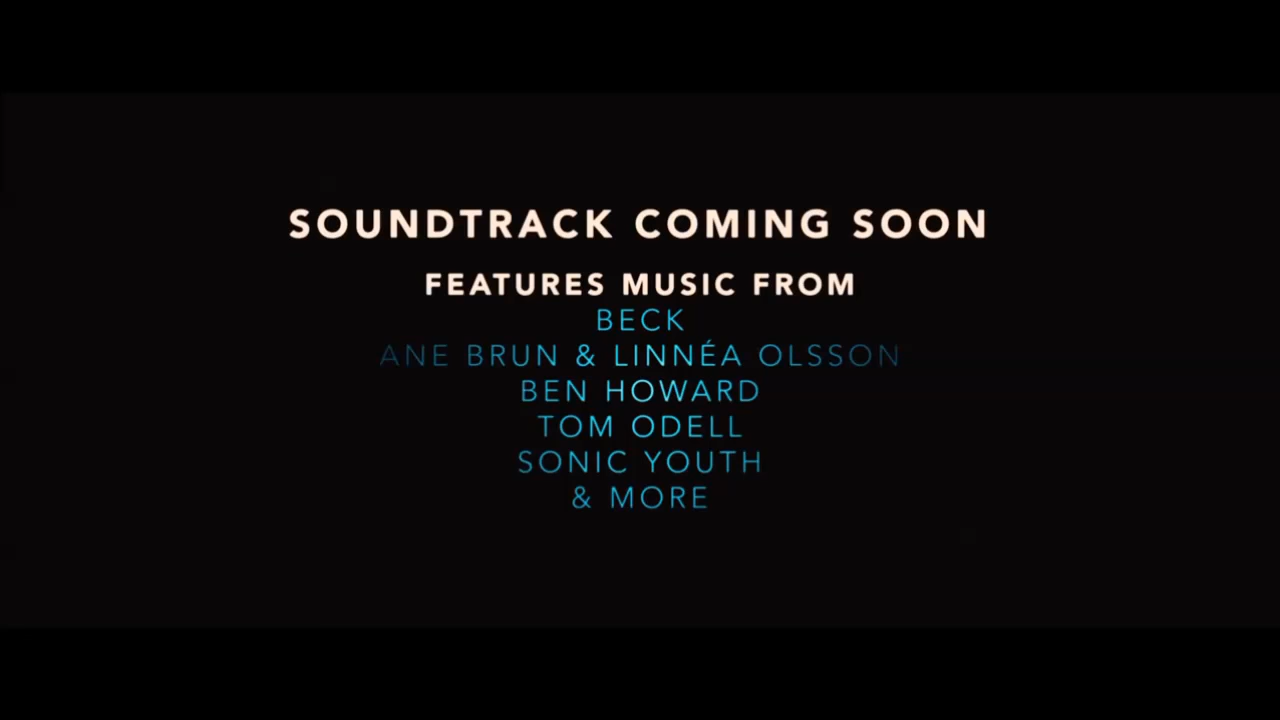 SOUNDTRACK COMING SOON
FEATURES MUSIC FROM
BECK
ANE BRUN & LINNÉA OLSSON
BEN HOWARD
TOM ODELL
SONIC YOUTH
& MORE